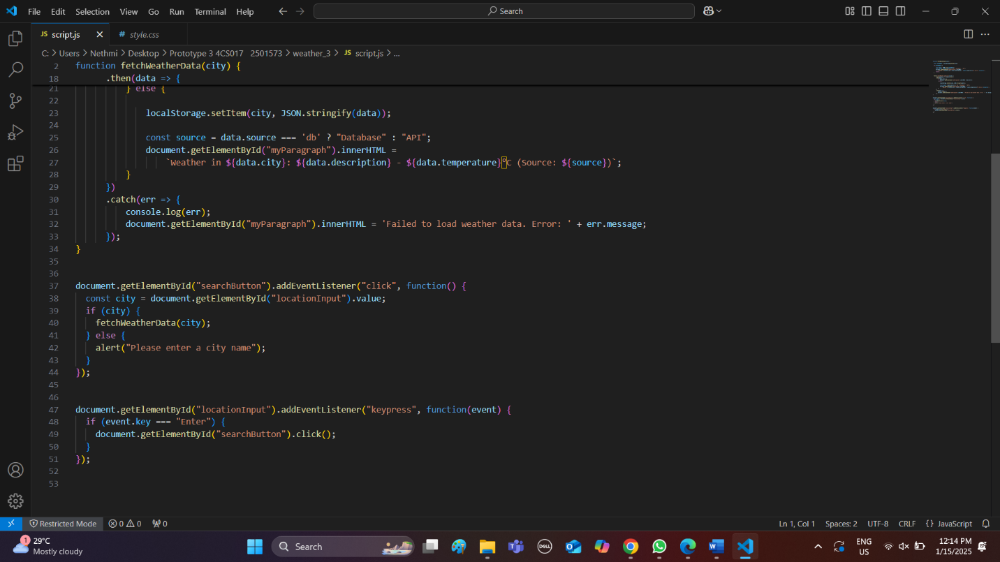 File Edit Selection View Go Run Terminal Help Search
JS script.js # style.css
C: > Users > Nethmi > Desktop > Prototype 3 4CS017 2501573 > weather_3 > JS script.js > ...
2 function fetchWeatherData(city) {
18 .then(data => {
21 } else {
22
23 localStorage.setItem(city, JSON.stringify(data));
24
25 const source = data.source === 'db' ? "Database" : "API";
26 document.getElementById("myParagraph").innerHTML =
27 `Weather in ${data.city}: ${data.description} - ${data.temperature}°C (Source: ${source})`;
28 }
29 })
30 .catch(err => {
31 console.log(err);
32 document.getElementById("myParagraph").innerHTML = 'Failed to load weather data. Error: ' + err.message;
33 });
34 }
35
36
37 document.getElementById("searchButton").addEventListener("click", function() {
38 const city = document.getElementById("locationInput").value;
39 if (city) {
40 fetchWeatherData(city);
41 } else {
42 alert("Please enter a city name");
43 }
44 });
45
46
47 document.getElementById("locationInput").addEventListener("keypress", function(event) {
48 if (event.key === "Enter") {
49 document.getElementById("searchButton").click();
50 }
51 });
52
53
Restricted Mode 0 0 0 Ln 1, Col 1 Spaces: 2 UTF-8 CRLF {} JavaScript
1 29°C Search DELL ENG 12:14 PM
Mostly cloudy US 1/15/2025